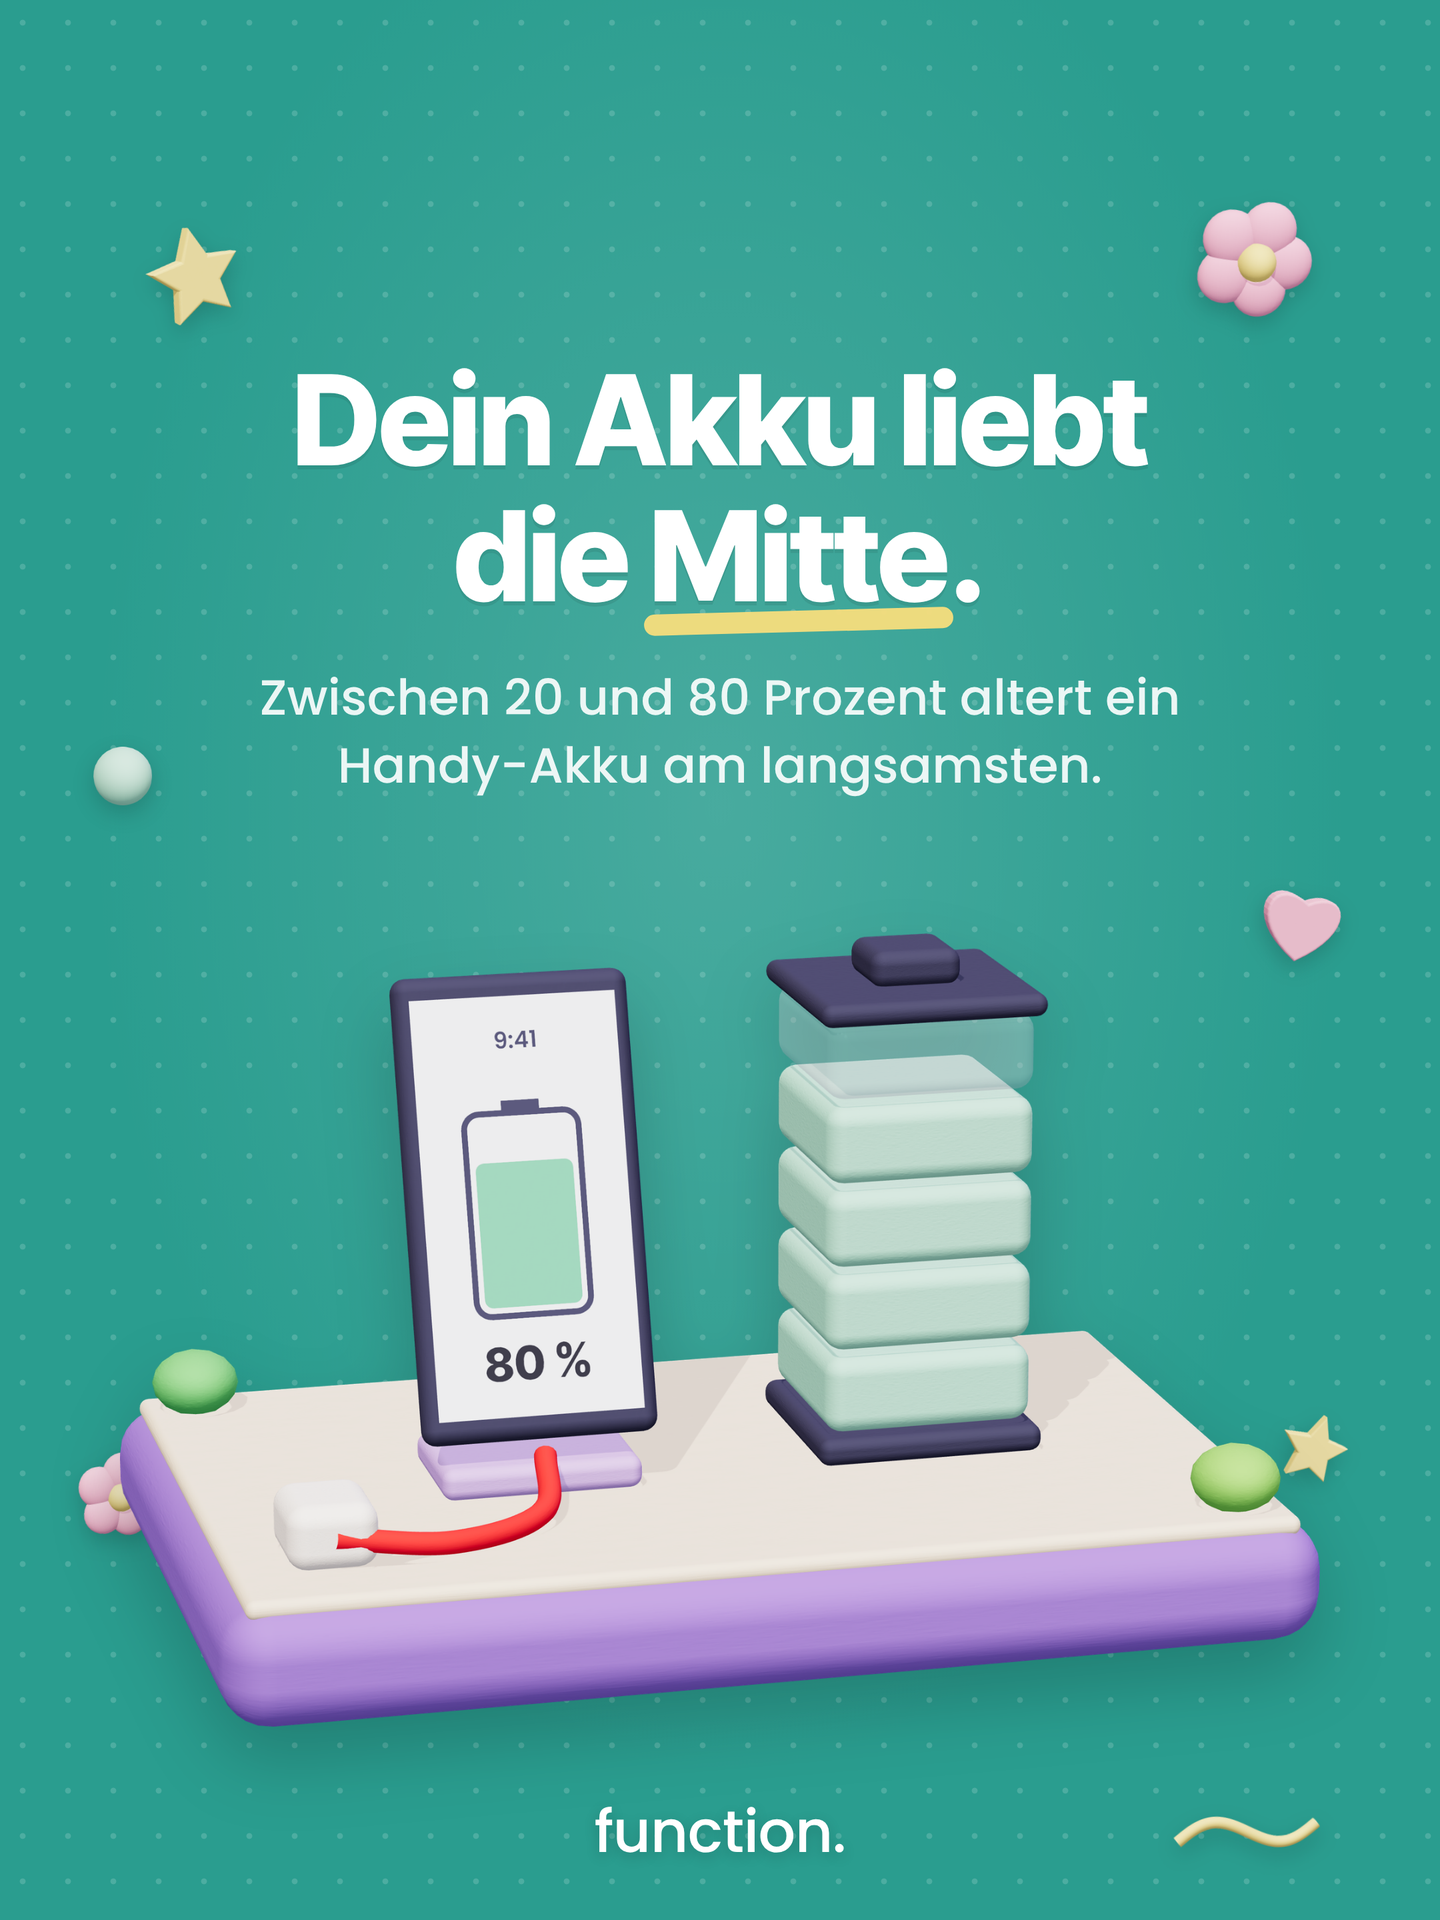 Dein Akku liebt
die Mitte.
Zwischen 20 und 80 Prozent altert ein
Handy-Akku am langsamsten.
9:41
80 %
function.